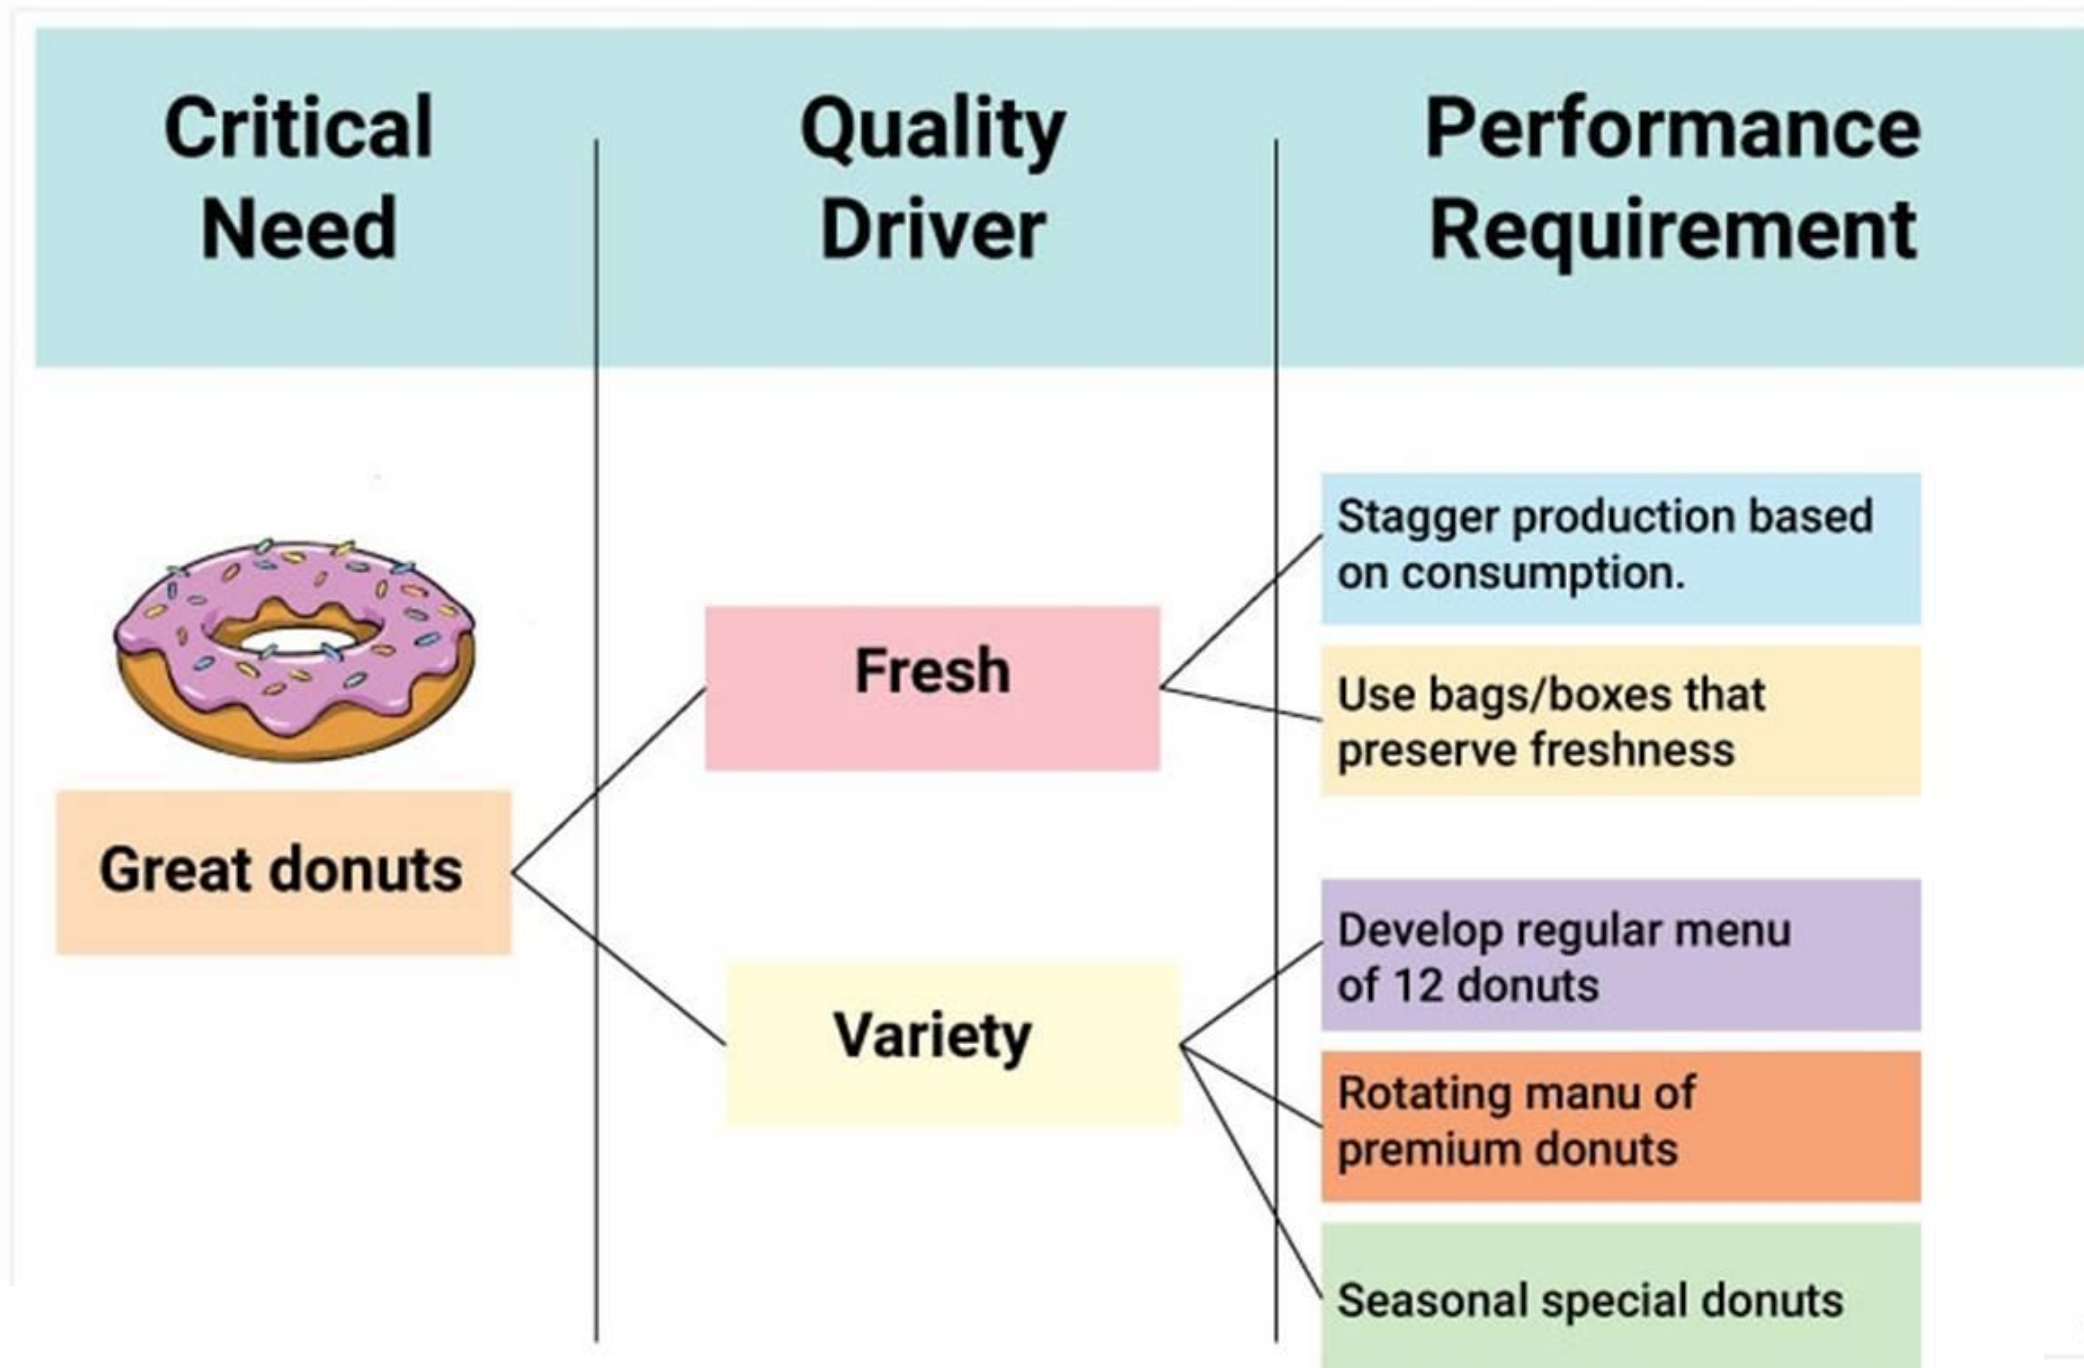 Critical
Need
Quality
Driver
Performance
Requirement
Great donuts
Fresh
Variety
Stagger production based
on consumption.
Use bags/boxes that
preserve freshness
Develop regular menu
of 12 donuts
Rotating manu of
premium donuts
Seasonal special donuts